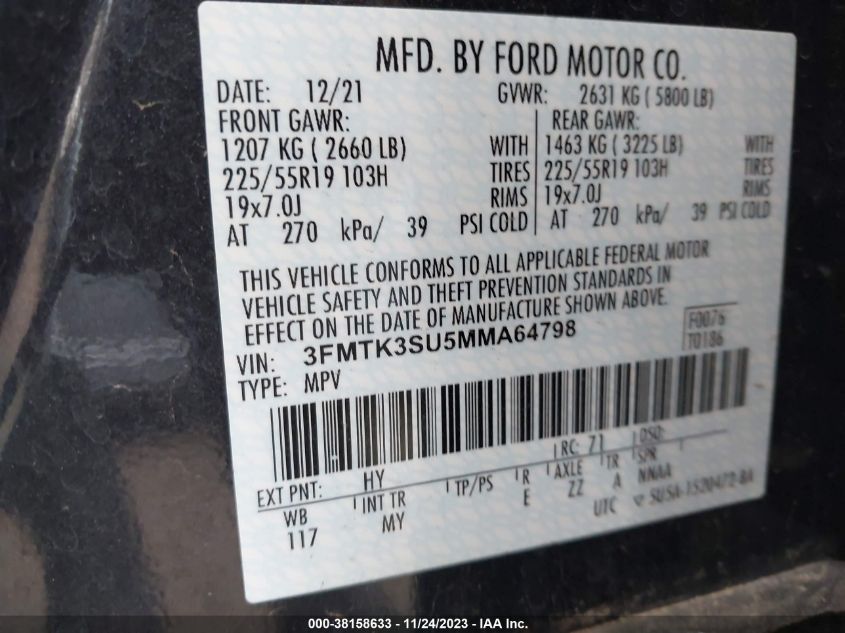 MFD. BY FORD MOTOR CO.
DATE: 12/21 GVWR: 2631 KG ( 5800 LB)
FRONT GAWR: REAR GAWR:
1207 KG ( 2660 LB) WITH 1463 KG ( 3225 LB) WITH
225/55R19 103H TIRES 225/55R19 103H TIRES
19x7.0J RIMS 19x7.0J RIMS
AT 270 kPa/ 39 PSI COLD AT 270 kPa/ 39 PSI COLD
THIS VEHICLE CONFORMS TO ALL APPLICABLE FEDERAL MOTOR
VEHICLE SAFETY AND THEFT PREVENTION STANDARDS IN
EFFECT ON THE DATE OF MANUFACTURE SHOWN ABOVE.
VIN: 3FMTK3SU5MMA64798 F0076
TYPE: MPV T0186
EXT PNT: HY RC: 71 DSO:
WB INT TR TP/PS R AXLE TR SPR
117 MY E ZZ A NNAA
UTC SU5A-1520472-BA
000-38158633 - 11/24/2023 - IAA Inc.